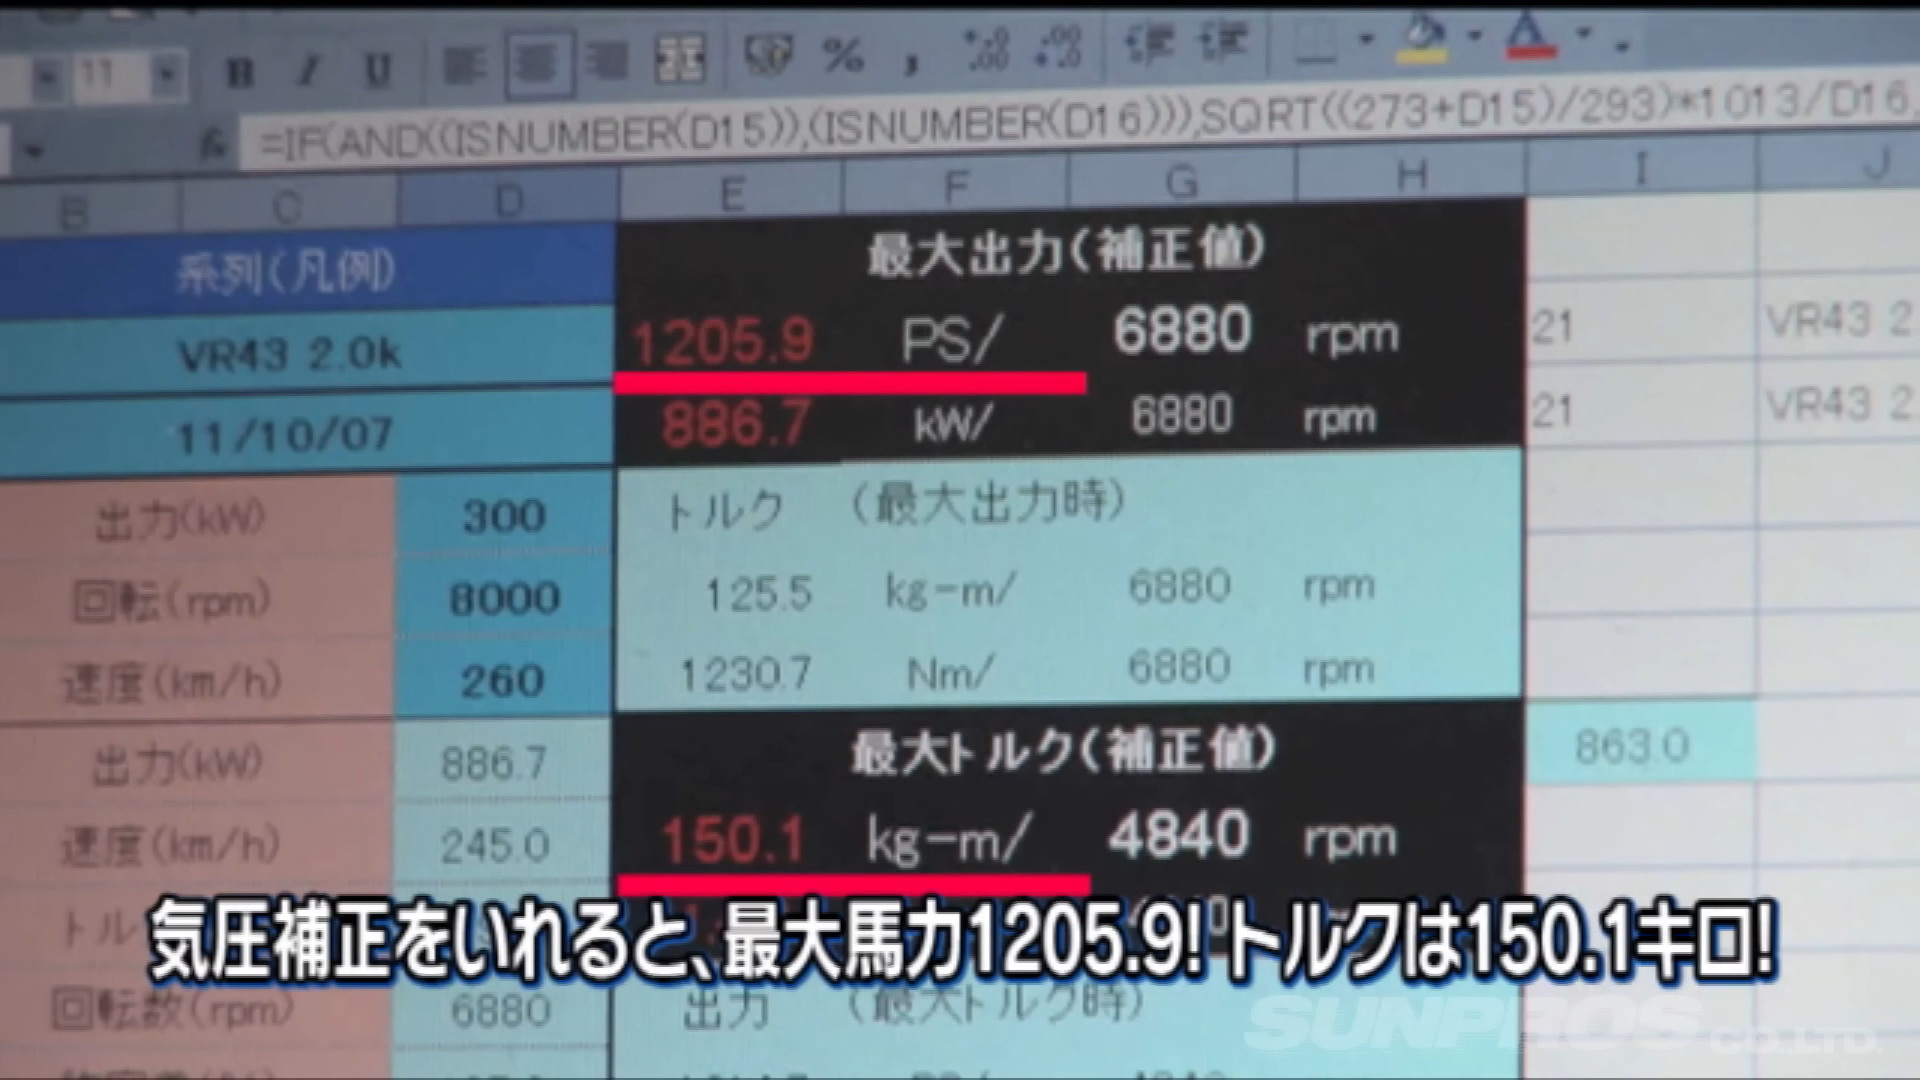 11 B I U % ,
=IF(AND((ISNUMBER(D15)),(ISNUMBER(D16))),SQRT((273+D15)/293)*1013/D16,
B C D E F G H I J
系列(凡例) 最大出力(補正値)
VR43 2.0k 1205.9 PS/ 6880 rpm 21 VR43 2.
11/10/07 886.7 kW/ 6880 rpm 21 VR43 2.
出力(kW) 300 トルク (最大出力時)
回転(rpm) 8000 125.5 kg-m/ 6880 rpm
速度(km/h) 260 1230.7 Nm/ 6880 rpm
出力(kW) 886.7 最大トルク(補正値) 863.0
速度(km/h) 245.0 150.1 kg-m/ 4840 rpm
気圧補正をいれると、最大馬力1205.9! トルクは150.1キロ!
回転数(rpm) 6880 出力 (最大トルク時)
SUNPROS CO.,LTD.